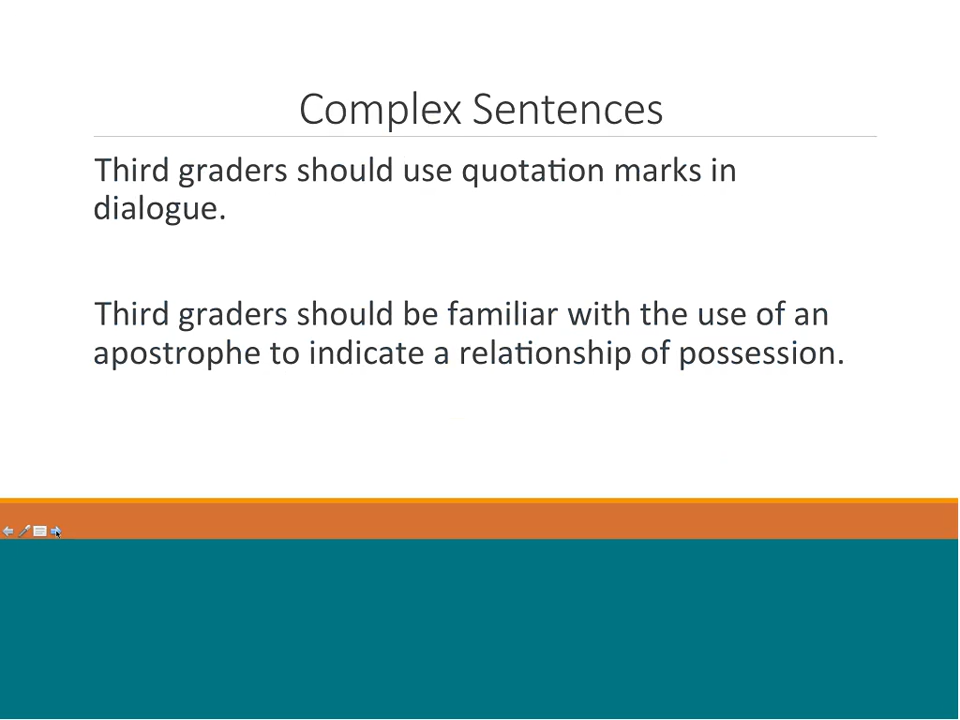 Complex Sentences
Third graders should use quotation marks in
dialogue.
Third graders should be familiar with the use of an
apostrophe to indicate a relationship of possession.